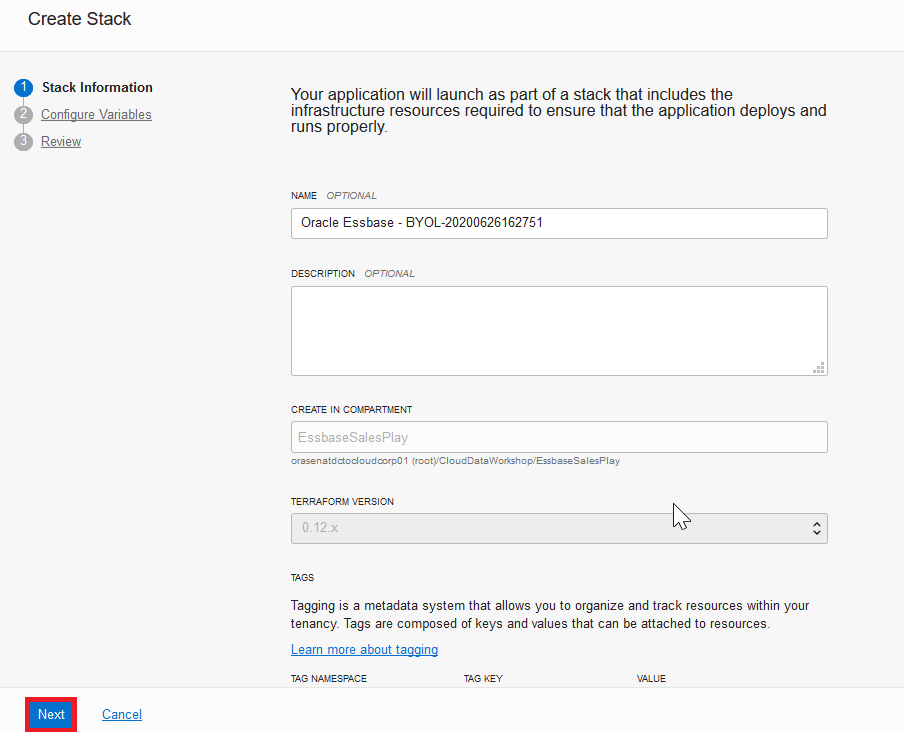 Create Stack
1 Stack Information
2 Configure Variables
3 Review
Your application will launch as part of a stack that includes the
infrastructure resources required to ensure that the application deploys and
runs properly.
NAME OPTIONAL
Oracle Essbase - BYOL-20200626162751
DESCRIPTION OPTIONAL
CREATE IN COMPARTMENT
EssbaseSalesPlay
orasenatdctocloudcorp01 (root)/CloudDataWorkshop/EssbaseSalesPlay
TERRAFORM VERSION
0.12.x
TAGS
Tagging is a metadata system that allows you to organize and track resources within your
tenancy. Tags are composed of keys and values that can be attached to resources.
Learn more about tagging
TAG NAMESPACE TAG KEY VALUE
Next Cancel